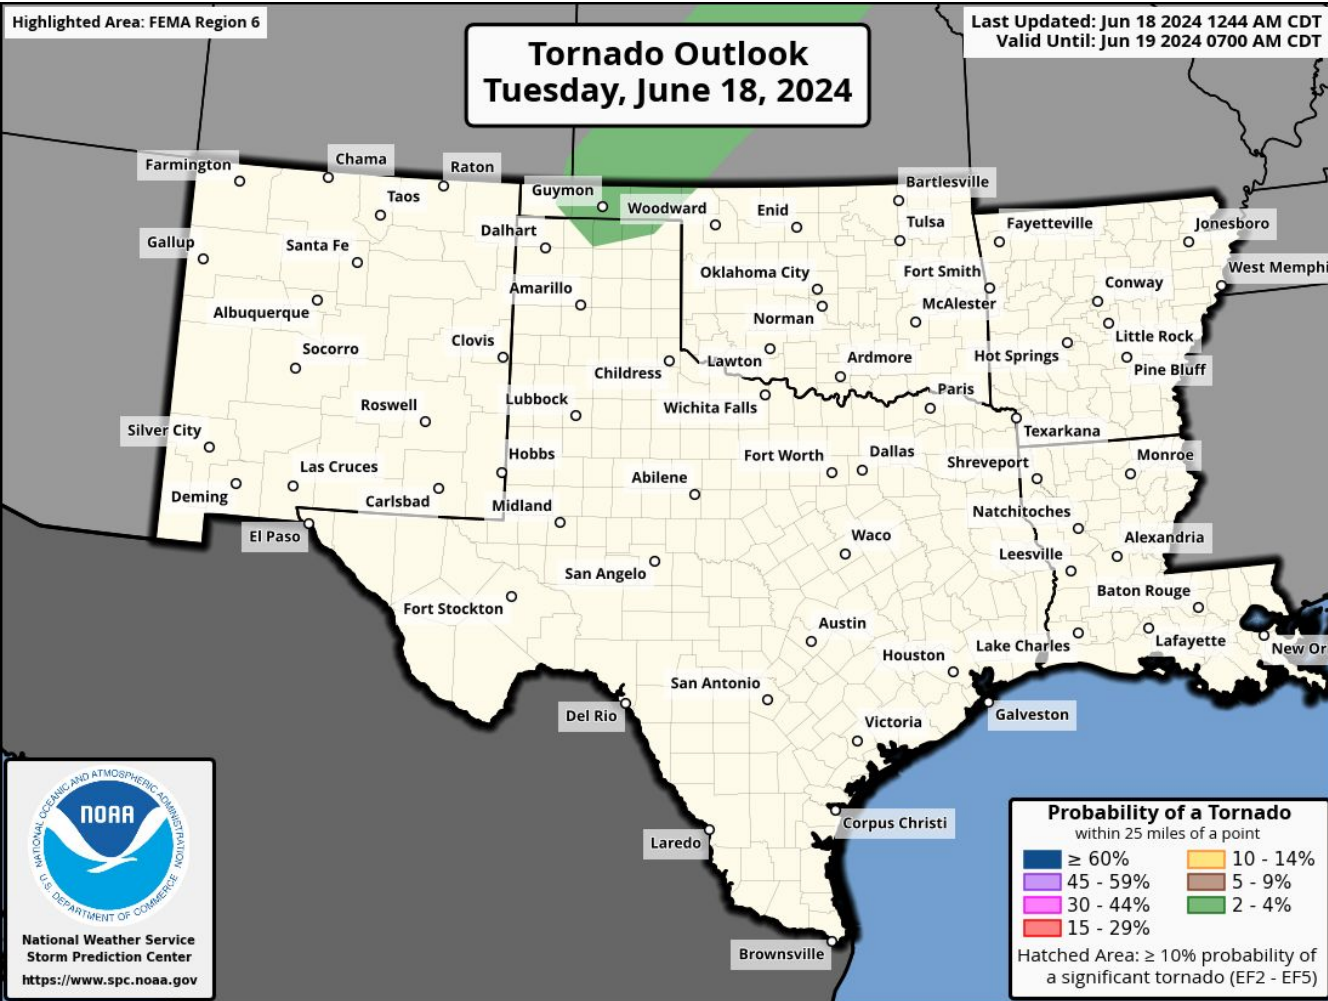 Highlighted Area: FEMA Region 6
Last Updated: Jun 18 2024 1244 AM CDT
Valid Until: Jun 19 2024 0700 AM CDT
Tornado Outlook
Tuesday, June 18, 2024
Farmington
Chama
Raton
Taos
Guymon
Woodward
Enid
Bartlesville
Tulsa
Fayetteville
Jonesboro
Gallup
Santa Fe
Dalhart
Oklahoma City
Fort Smith
West Memphi
Amarillo
Conway
Albuquerque
Norman
McAlester
Socorro
Clovis
Little Rock
Childress
Lawton
Ardmore
Hot Springs
Pine Bluff
Roswell
Lubbock
Wichita Falls
Paris
Silver City
Texarkana
Las Cruces
Hobbs
Abilene
Fort Worth
Dallas
Shreveport
Monroe
Deming
Carlsbad
Midland
Natchitoches
El Paso
Waco
Alexandria
San Angelo
Leesville
Fort Stockton
Baton Rouge
Austin
Lake Charles
Lafayette
New Or
Houston
San Antonio
Del Rio
Galveston
Victoria
Corpus Christi
Laredo
Brownsville
NATIONAL OCEANIC AND ATMOSPHERIC ADMINISTRATION
NOAA
U.S. DEPARTMENT OF COMMERCE
National Weather Service
Storm Prediction Center
https://www.spc.noaa.gov
Probability of a Tornado
within 25 miles of a point
≥ 60%
45 - 59%
30 - 44%
15 - 29%
10 - 14%
5 - 9%
2 - 4%
Hatched Area: ≥ 10% probability of
a significant tornado (EF2 - EF5)